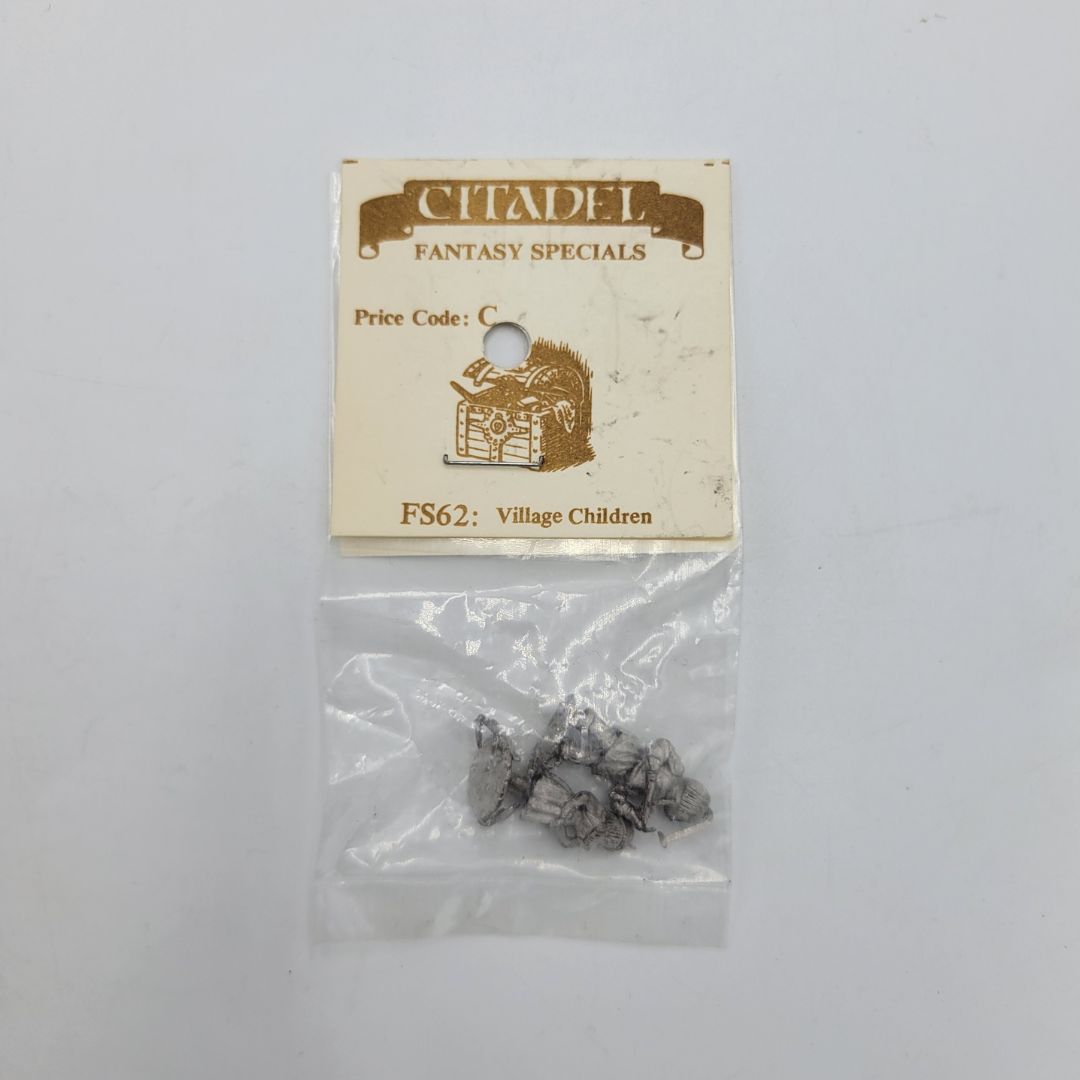 CITADEL
FANTASY SPECIALS
Price Code: C
FS62: Village Children